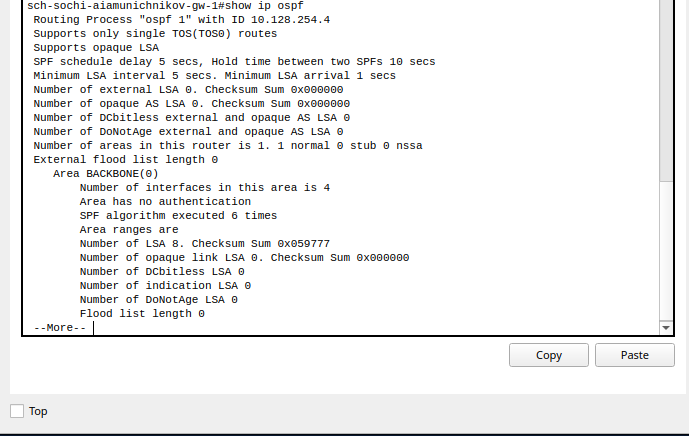 sch-sochi-aiamunichnikov-gw-1#show ip ospf
Routing Process "ospf 1" with ID 10.128.254.4
Supports only single TOS(TOS0) routes
Supports opaque LSA
SPF schedule delay 5 secs, Hold time between two SPFs 10 secs
Minimum LSA interval 5 secs. Minimum LSA arrival 1 secs
Number of external LSA 0. Checksum Sum 0x000000
Number of opaque AS LSA 0. Checksum Sum 0x000000
Number of DCbitless external and opaque AS LSA 0
Number of DoNotAge external and opaque AS LSA 0
Number of areas in this router is 1. 1 normal 0 stub 0 nssa
External flood list length 0
Area BACKBONE(0)
Number of interfaces in this area is 4
Area has no authentication
SPF algorithm executed 6 times
Area ranges are
Number of LSA 8. Checksum Sum 0x059777
Number of opaque link LSA 0. Checksum Sum 0x000000
Number of DCbitless LSA 0
Number of indication LSA 0
Number of DoNotAge LSA 0
Flood list length 0
--More--
Copy Paste
Top